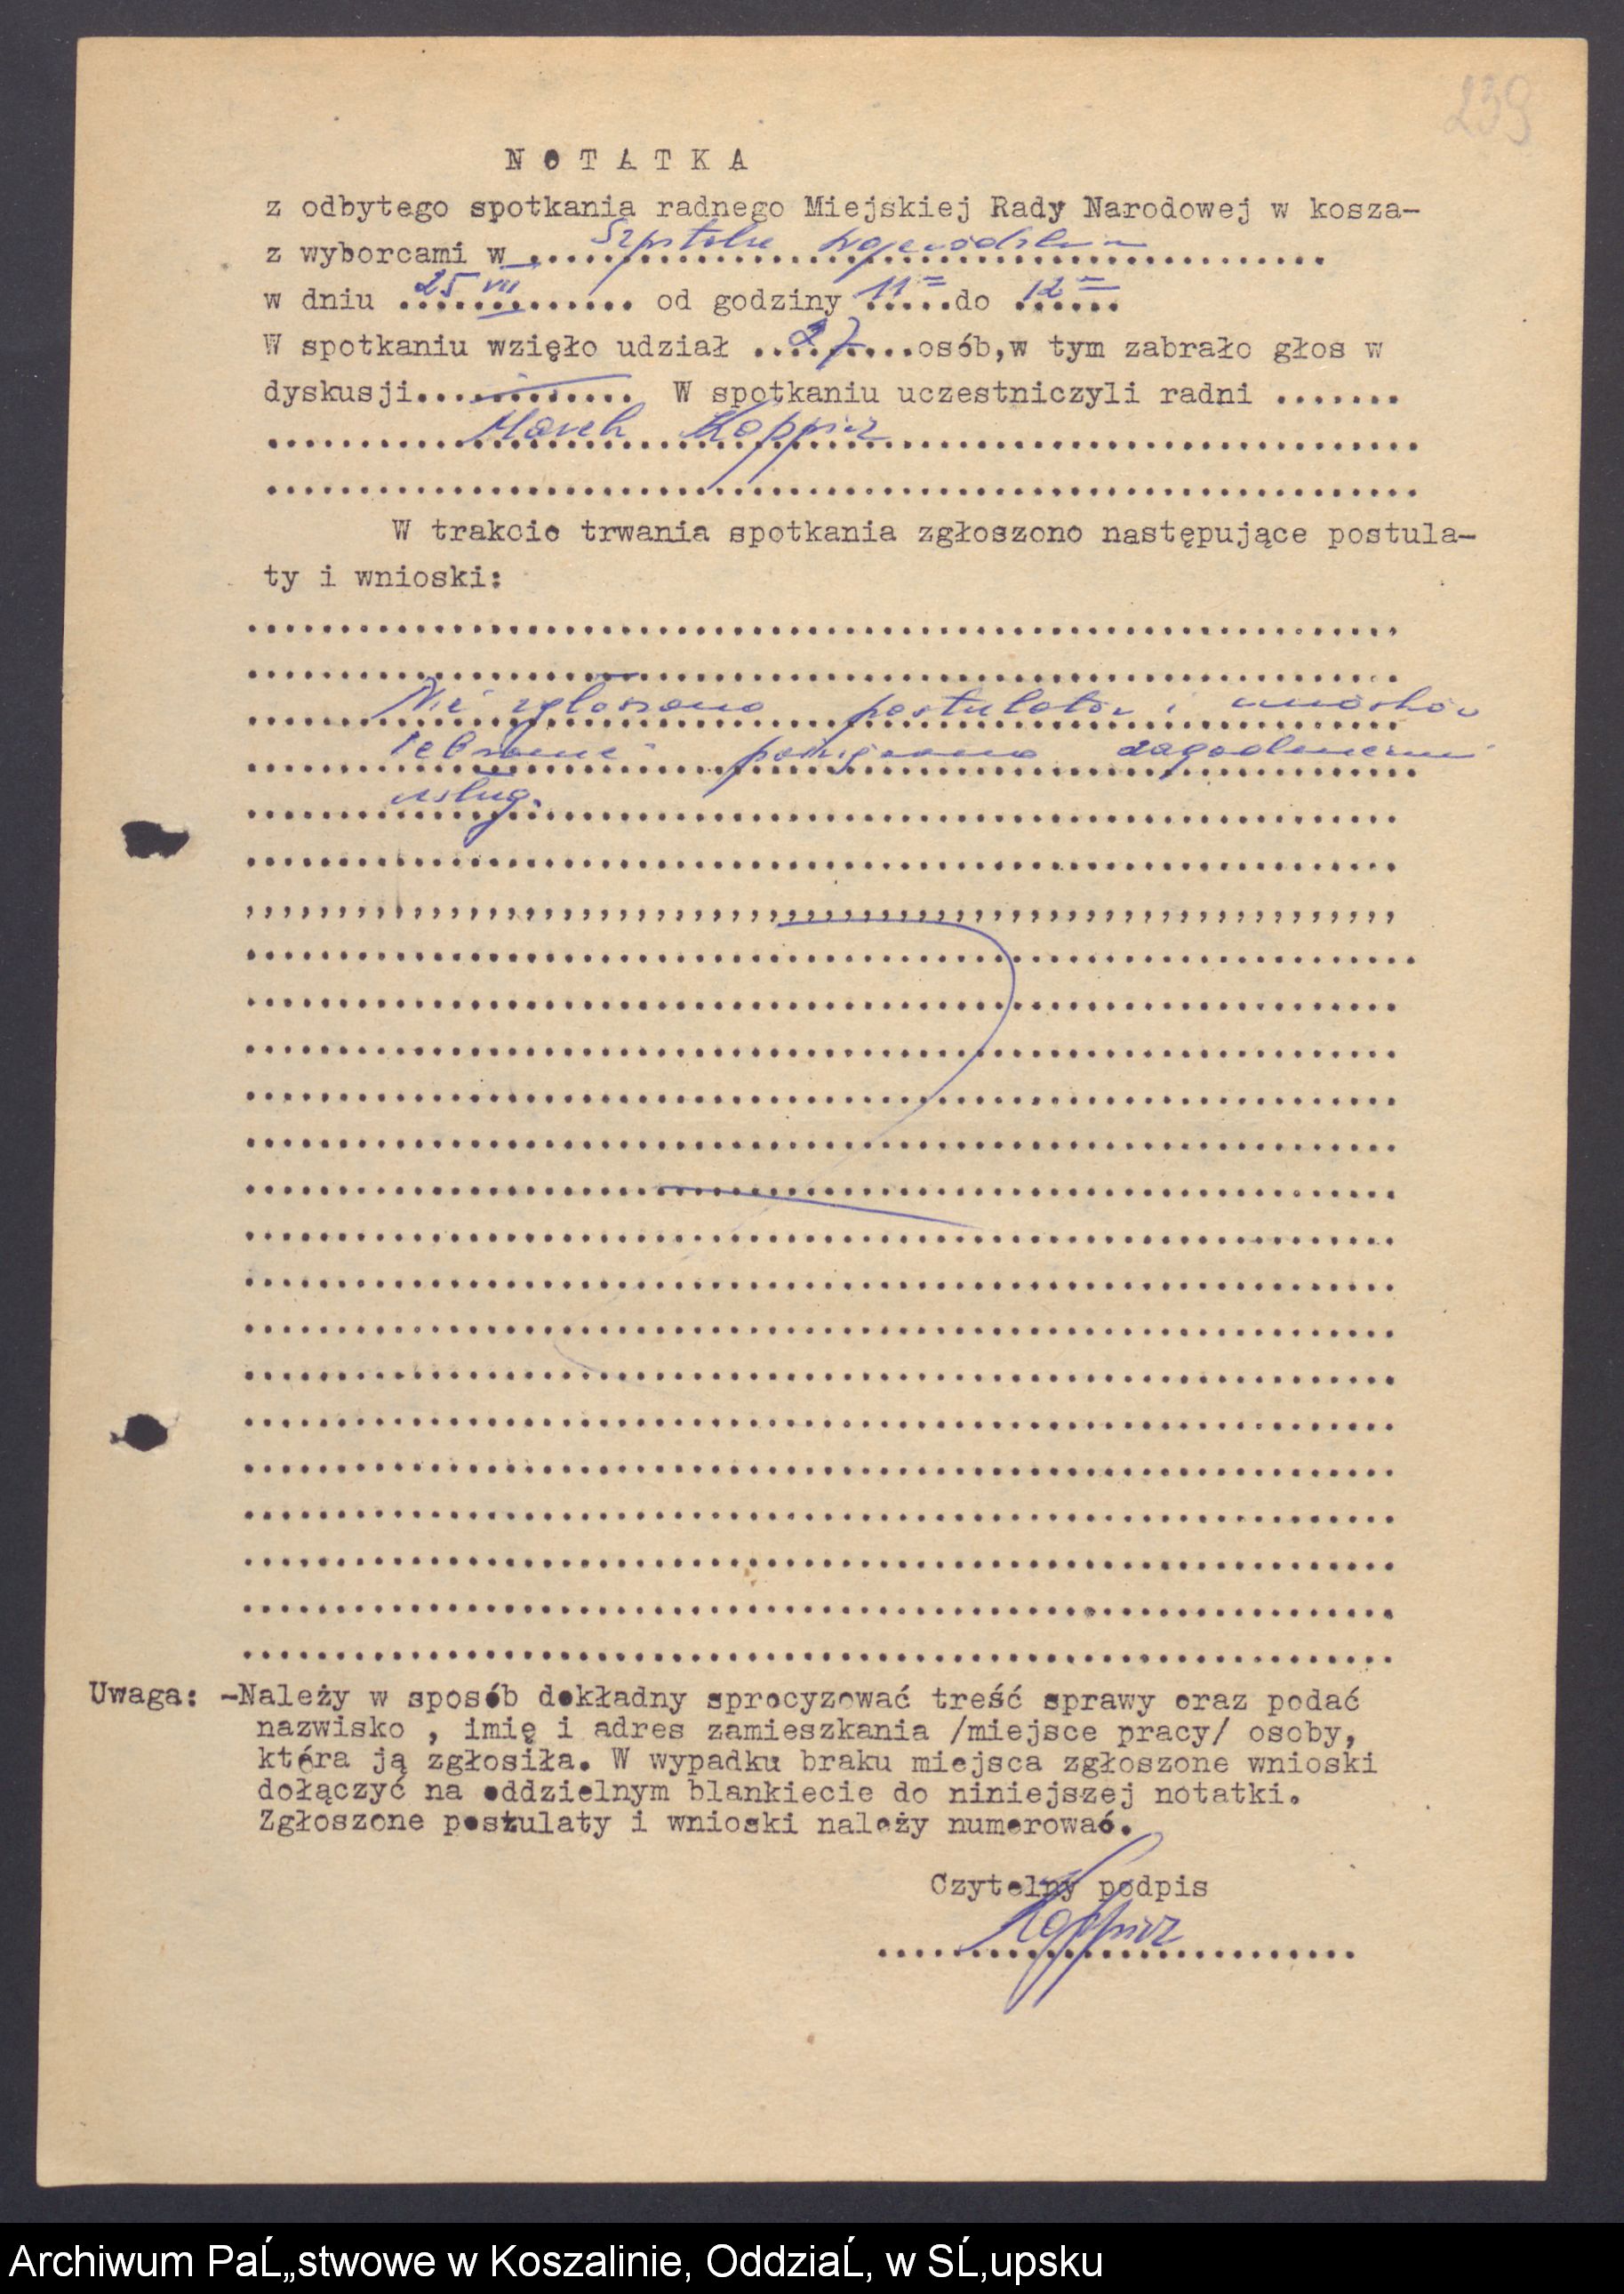 239
N O T A T K A
z odbytego spotkania radnego Miejskiej Rady Narodowej w kosza-
z wyborcami w ..........
w dniu 25 VII od godziny 11= do 12=
W spotkaniu wzięło udział 27 osób,w tym zabrało głos w
dyskusji — W spotkaniu uczestniczyli radni .......
Marek
W trakcie trwania spotkania zgłoszono następujące postula-
ty i wnioski:
Nie zgłoszono postulatów i wniosków
usług.
Uwaga: -Należy w sposób dokładny sprecyzować treść sprawy oraz podać
nazwisko , imię i adres zamieszkania /miejsce pracy/ osoby,
która ją zgłosiła. W wypadku braku miejsca zgłoszone wnioski
dołączyć na oddzielnym blankiecie do niniejszej notatki.
Zgłoszone postulaty i wnioski należy numerować.
Czytelny podpis
Archiwum PaĹ„stwowe w Koszalinie, OddziaĹ‚ w SĹ‚upsku